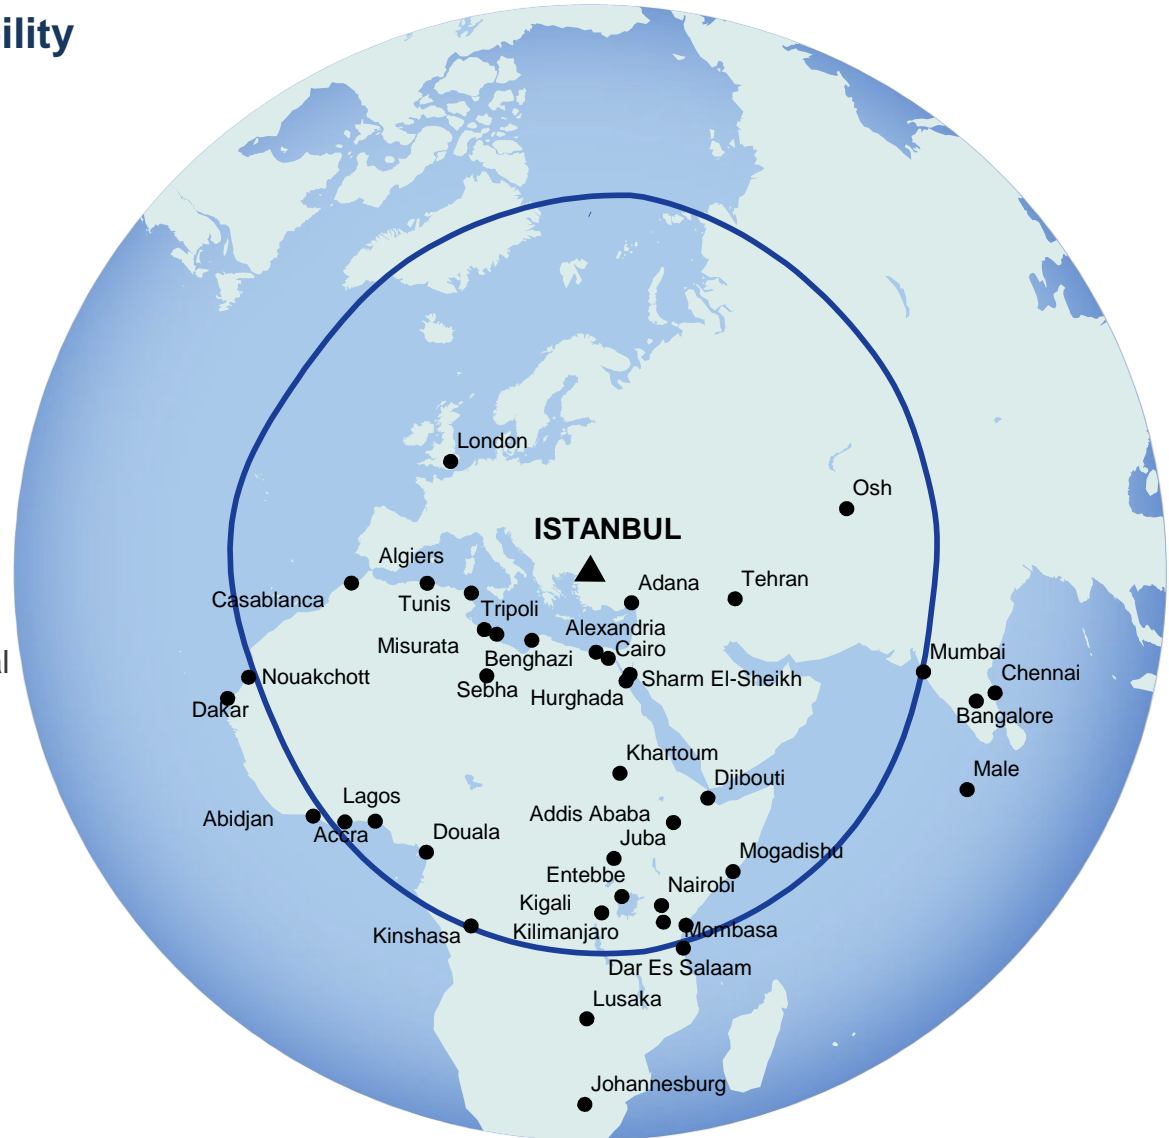 ility
London
Osh
ISTANBUL
Algiers
Adana
Tehran
Casablanca
Tunis
Tripoli
Alexandria
Misurata
Cairo
Mumbai
al
Benghazi
Chennai
Nouakchott
Sebha
Sharm El-Sheikh
Hurghada
Dakar
Bangalore
Khartoum
Male
Djibouti
Lagos
Addis Ababa
Abidjan
Accra
Douala
Juba
Mogadishu
Entebbe
Nairobi
Kigali
Kinshasa
Kilimanjaro
Mombasa
Dar Es Salaam
Lusaka
Johannesburg